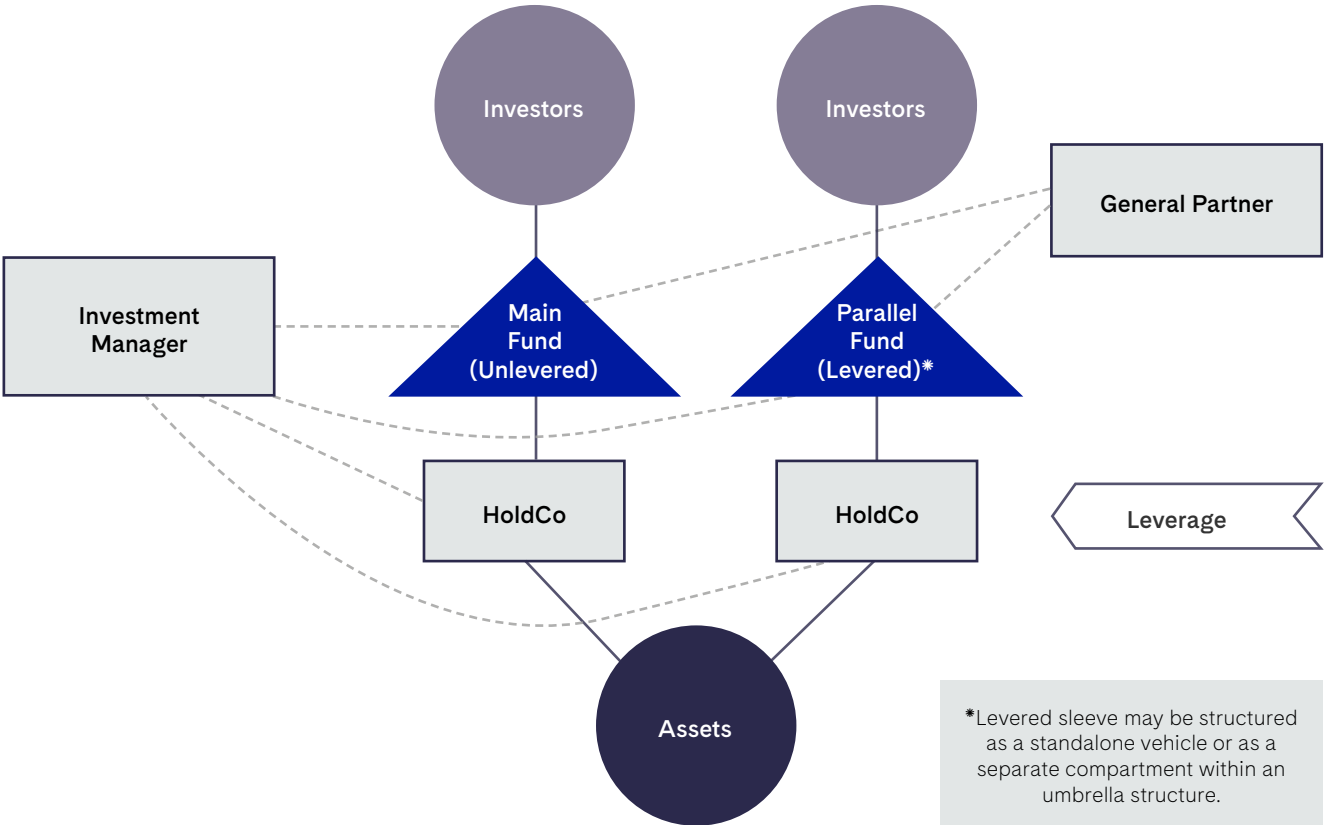 Investors
Investors
General Partner
Investment
Manager
Main
Fund
(Unlevered)
Parallel
Fund
(Levered)*
HoldCo
HoldCo
Leverage
Assets
*Levered sleeve may be structured
as a standalone vehicle or as a
separate compartment within an
umbrella structure.